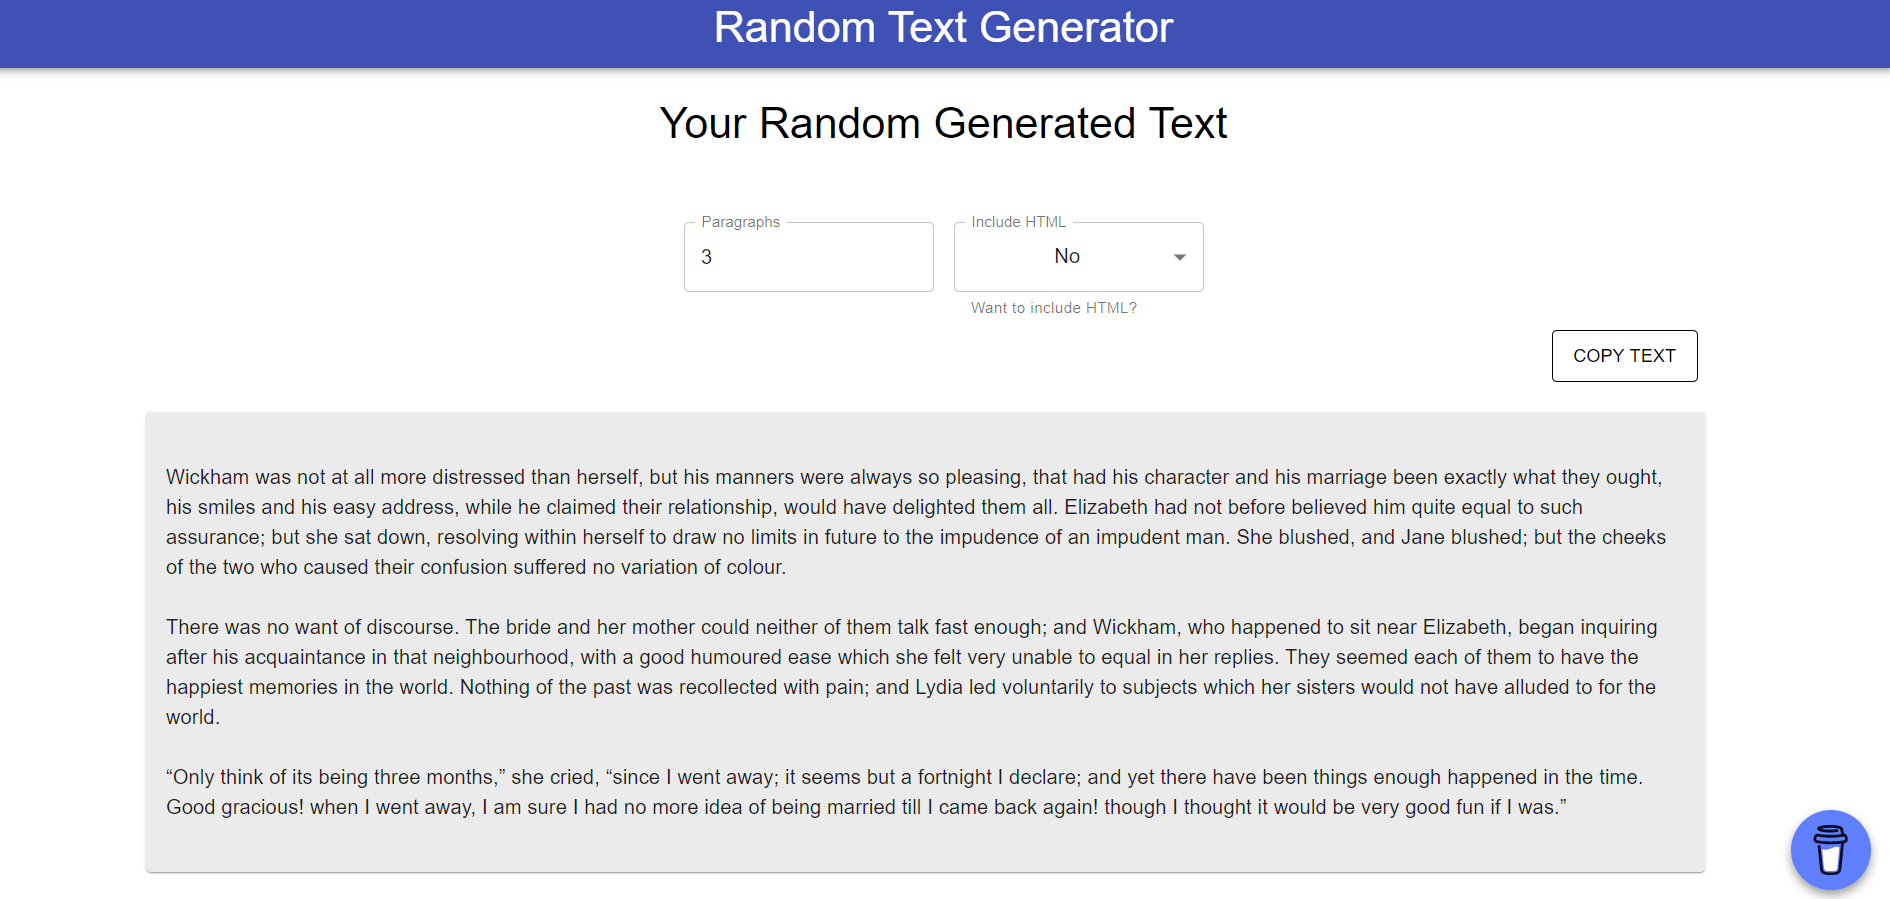 Random Text Generator
Your Random Generated Text
Paragraphs
3
Include HTML
No
Want to include HTML?
COPY TEXT
Wickham was not at all more distressed than herself, but his manners were always so pleasing, that had his character and his marriage been exactly what they ought,
his smiles and his easy address, while he claimed their relationship, would have delighted them all. Elizabeth had not before believed him quite equal to such
assurance; but she sat down, resolving within herself to draw no limits in future to the impudence of an impudent man. She blushed, and Jane blushed; but the cheeks
of the two who caused their confusion suffered no variation of colour.
There was no want of discourse. The bride and her mother could neither of them talk fast enough; and Wickham, who happened to sit near Elizabeth, began inquiring
after his acquaintance in that neighbourhood, with a good humoured ease which she felt very unable to equal in her replies. They seemed each of them to have the
happiest memories in the world. Nothing of the past was recollected with pain; and Lydia led voluntarily to subjects which her sisters would not have alluded to for the
world.
“Only think of its being three months,” she cried, “since I went away; it seems but a fortnight I declare; and yet there have been things enough happened in the time.
Good gracious! when I went away, I am sure I had no more idea of being married till I came back again! though I thought it would be very good fun if I was.”